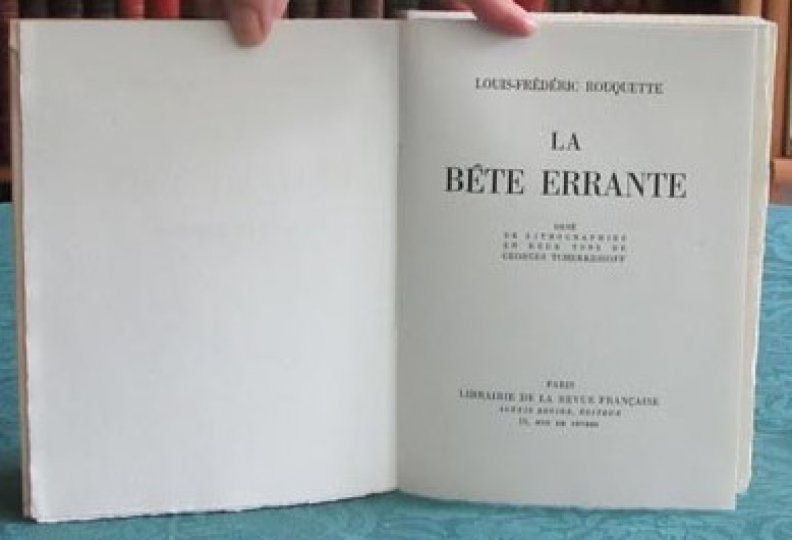 LOUIS-FRÉDÉRIC ROUQUETTE
LA
BÊTE ERRANTE
ORNÉ
DE LITHOGRAPHIES
EN DEUX TONS DE
GEORGES TCHERKESSOFF
PARIS
LIBRAIRIE DE LA REVUE FRANÇAISE
ALEXIS REDIER, ÉDITEUR
11, RUE DE SÈVRES